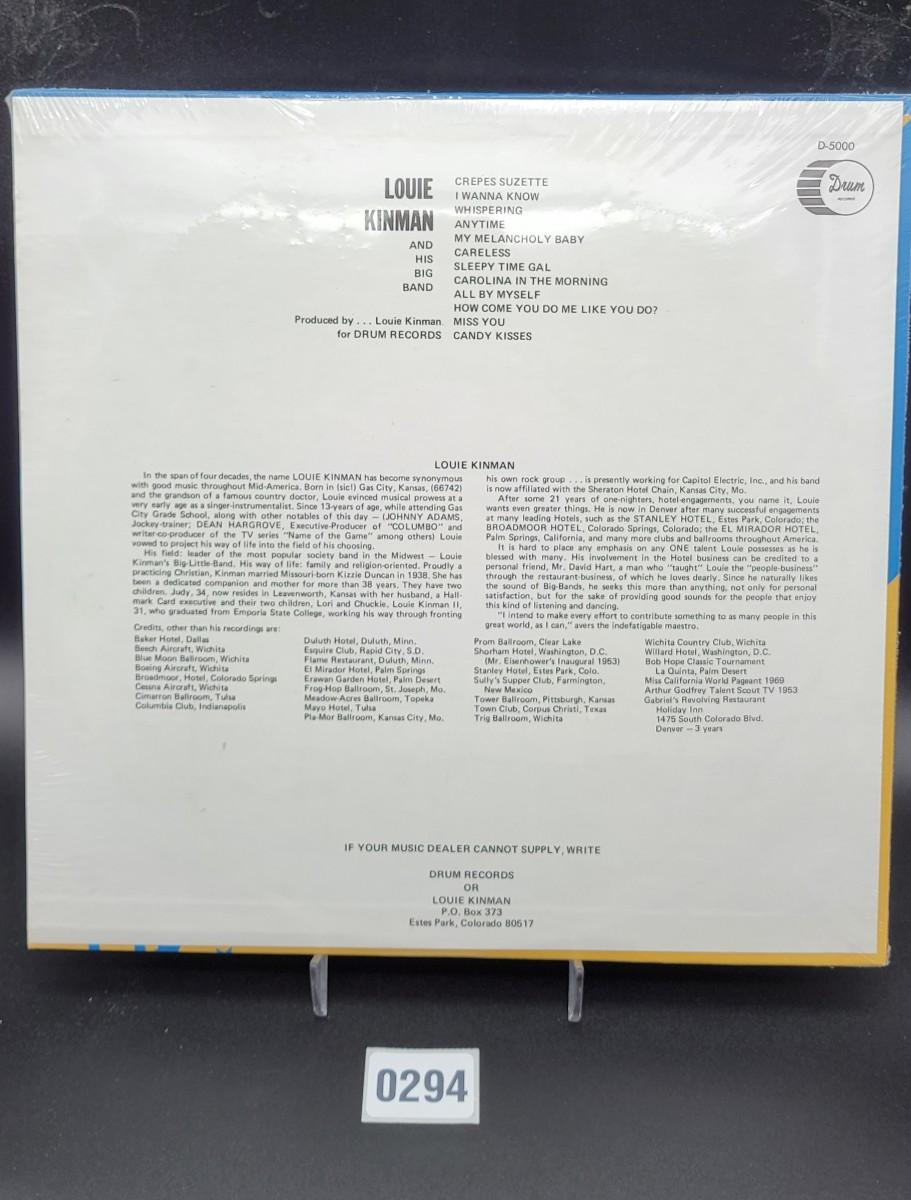 D-5000
Drum
RECORDS
LOUIE
KINMAN
AND
HIS
BIG
BAND
Produced by . . . Louie Kinman
for DRUM RECORDS
CREPES SUZETTE
I WANNA KNOW
WHISPERING
ANYTIME
MY MELANCHOLY BABY
CARELESS
SLEEPY TIME GAL
CAROLINA IN THE MORNING
ALL BY MYSELF
HOW COME YOU DO ME LIKE YOU DO?
MISS YOU
CANDY KISSES
LOUIE KINMAN
In the span of four decades, the name LOUIE KINMAN has become synonymous
with good music throughout Mid-America. Born in (sic!) Gas City, Kansas, (66742)
and the grandson of a famous country doctor, Louie evinced musical prowess at a
very early age as a singer-instrumentalist. Since 13-years of age, while attending Gas
City Grade School, along with other notables of this day — (JOHNNY ADAMS,
Jockey-trainer; DEAN HARGROVE, Executive-Producer of "COLUMBO" and
writer-co-producer of the TV series "Name of the Game" among others) Louie
vowed to project his way of life into the field of his choosing.
His field: leader of the most popular society band in the Midwest — Louie
Kinman's Big-Little-Band. His way of life: family and religion-oriented. Proudly a
practicing Christian, Kinman married Missouri-born Kizzie Duncan in 1938. She has
been a dedicated companion and mother for more than 38 years. They have two
children. Judy, 34, now resides in Leavenworth, Kansas with her husband, a Hall-
mark Card executive and their two children, Lori and Chuckie. Louie Kinman II,
31, who graduated from Emporia State College, working his way through fronting
his own rock group . . . is presently working for Capitol Electric, Inc., and his band
is now affiliated with the Sheraton Hotel Chain, Kansas City, Mo.
After some 21 years of one-nighters, hotel-engagements, you name it, Louie
wants even greater things. He is now in Denver after many successful engagements
at many leading Hotels, such as the STANLEY HOTEL, Estes Park, Colorado; the
BROADMOOR HOTEL, Colorado Springs, Colorado; the EL MIRADOR HOTEL,
Palm Springs, California, and many more clubs and ballrooms throughout America.
It is hard to place any emphasis on any ONE talent Louie possesses as he is
blessed with many. His involvement in the Hotel business can be credited to a
personal friend, Mr. David Hart, a man who "taught" Louie the "people-business"
through the restaurant-business, of which he loves dearly. Since he naturally likes
the sound of Big-Bands, he seeks this more than anything, not only for personal
satisfaction, but for the sake of providing good sounds for the people that enjoy
this kind of listening and dancing.
"I intend to make every effort to contribute something to as many people in this
great world, as I can," avers the indefatigable maestro.
Credits, other than his recordings are:
Baker Hotel, Dallas
Beech Aircraft, Wichita
Blue Moon Ballroom, Wichita
Boeing Aircraft, Wichita
Broadmoor, Hotel, Colorado Springs
Cessna Aircraft, Wichita
Cimarron Ballroom, Tulsa
Columbia Club, Indianapolis
Duluth Hotel, Duluth, Minn.
Esquire Club, Rapid City, S.D.
Flame Restaurant, Duluth, Minn.
El Mirador Hotel, Palm Springs
Erawan Garden Hotel, Palm Desert
Frog-Hop Ballroom, St. Joseph, Mo.
Meadow-Acres Ballroom, Topeka
Mayo Hotel, Tulsa
Pla-Mor Ballroom, Kansas City, Mo.
Prom Ballroom, Clear Lake
Shorham Hotel, Washington, D.C.
(Mr. Eisenhower's Inaugural 1953)
Stanley Hotel, Estes Park, Colo.
Sully's Supper Club, Farmington,
New Mexico
Tower Ballroom, Pittsburgh, Kansas
Town Club, Corpus Christi, Texas
Trig Ballroom, Wichita
Wichita Country Club, Wichita
Willard Hotel, Washington, D.C.
Bob Hope Classic Tournament
La Quinta, Palm Desert
Miss California World Pageant 1969
Arthur Godfrey Talent Scout TV 1953
Gabriel's Revolving Restaurant
Holiday Inn
1475 South Colorado Blvd.
Denver — 3 years
IF YOUR MUSIC DEALER CANNOT SUPPLY, WRITE
DRUM RECORDS
OR
LOUIE KINMAN
P.O. Box 373
Estes Park, Colorado 80517
0294